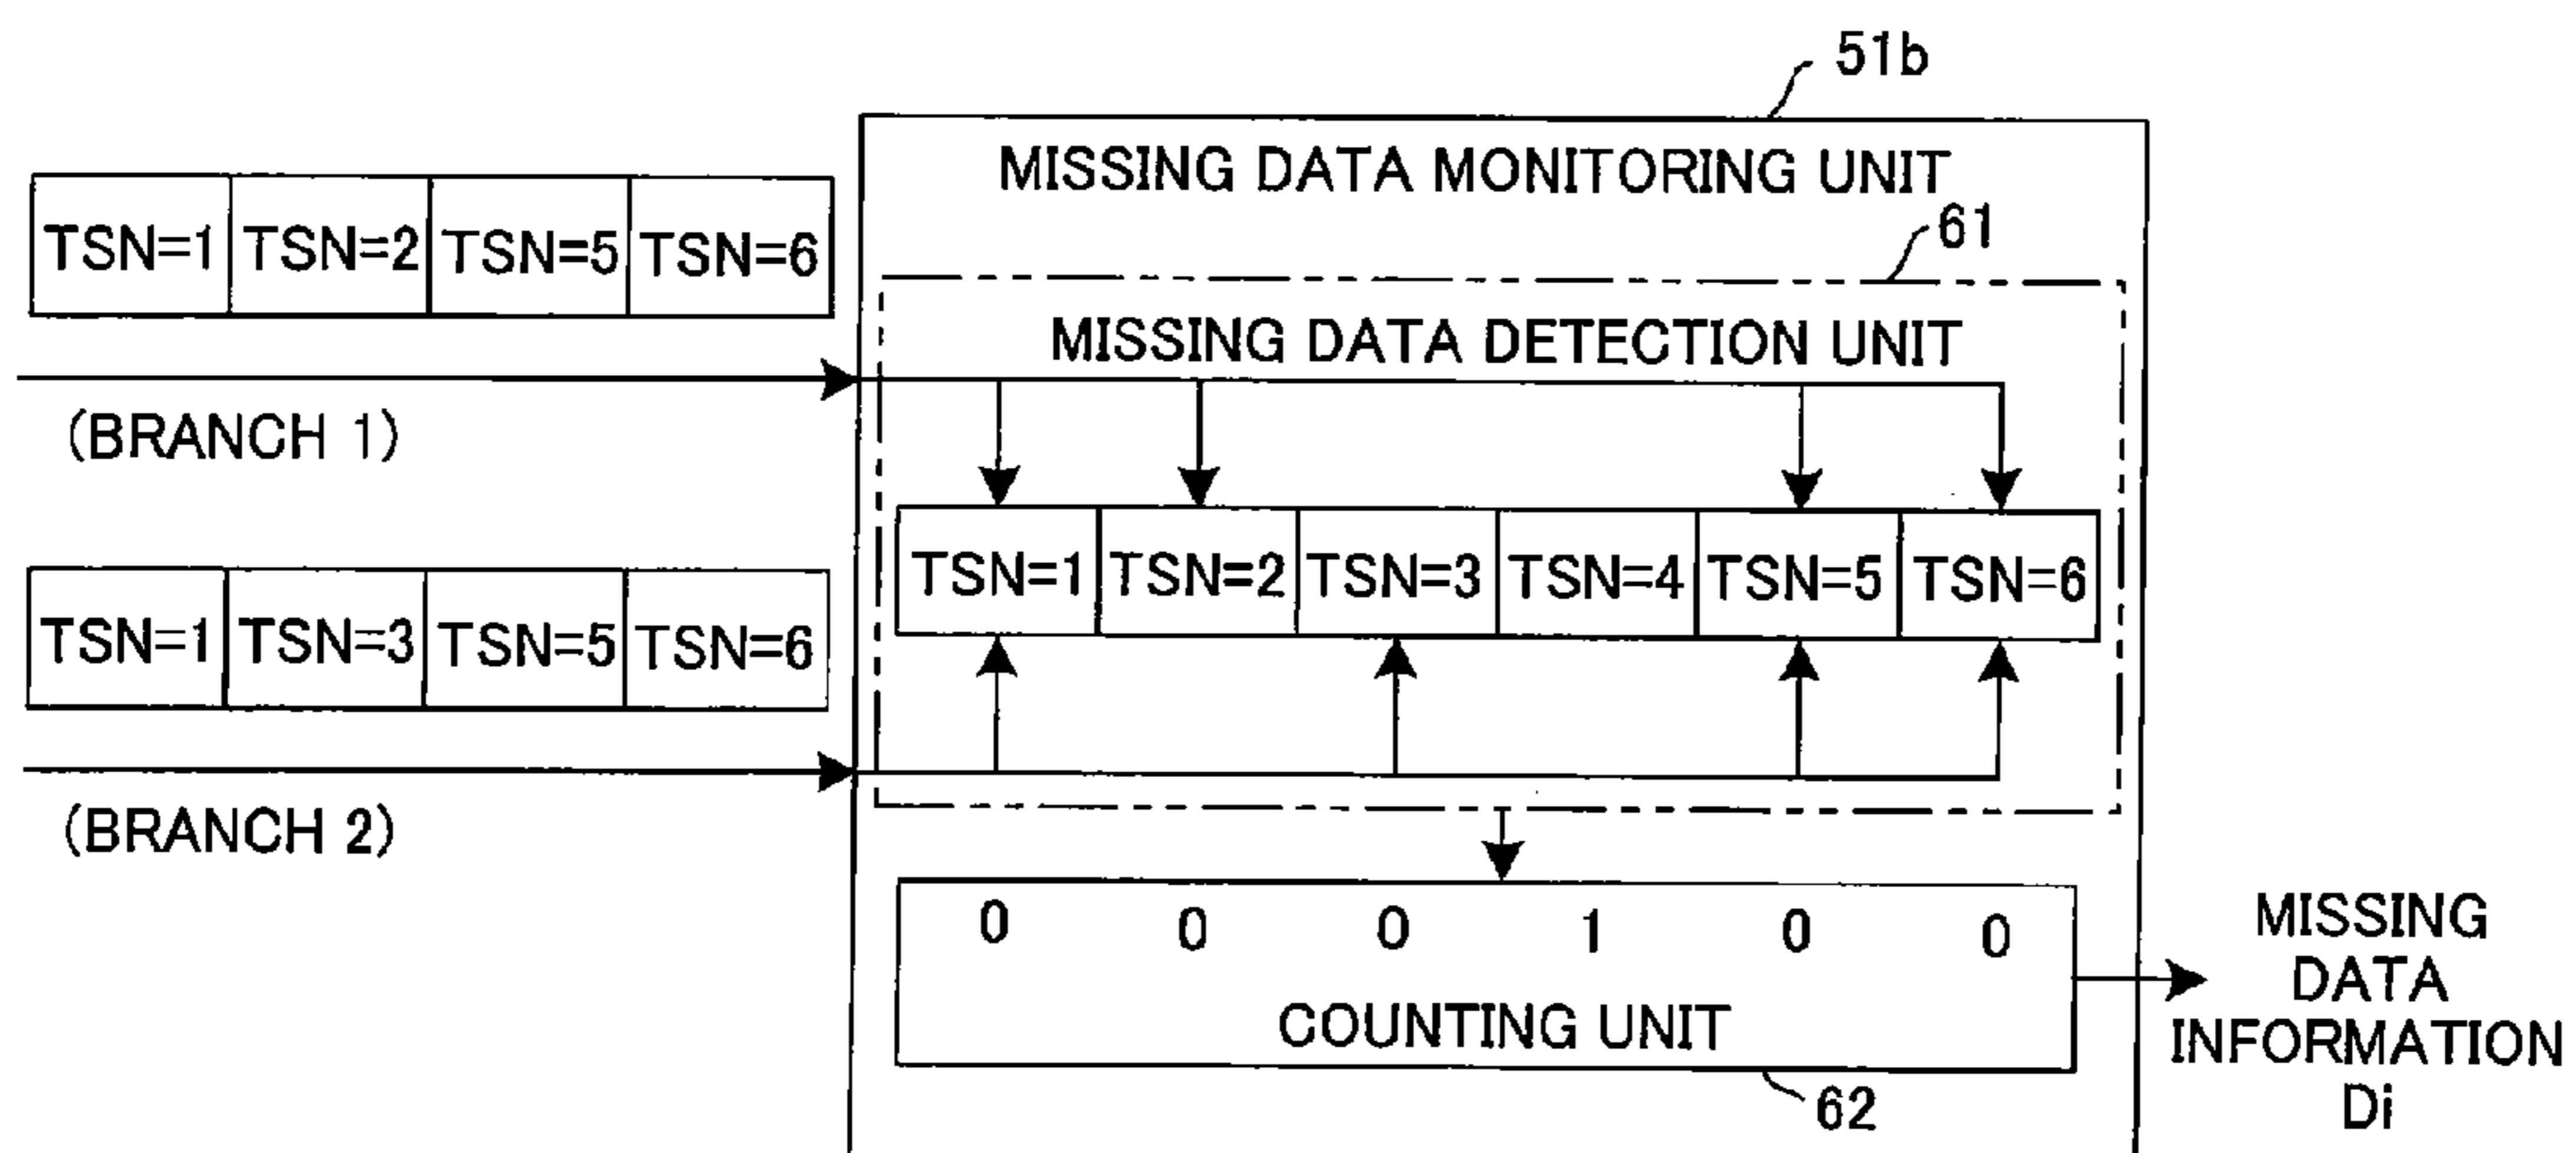 51b
MISSING DATA MONITORING UNIT
TSN=1 TSN=2 TSN=5 TSN=6
61
MISSING DATA DETECTION UNIT
(BRANCH 1)
TSN=1 TSN=2 TSN=3 TSN=4 TSN=5 TSN=6
TSN=1 TSN=3 TSN=5 TSN=6
(BRANCH 2)
0 0 0 1 0 0
COUNTING UNIT
62
MISSING
DATA
INFORMATION
Di